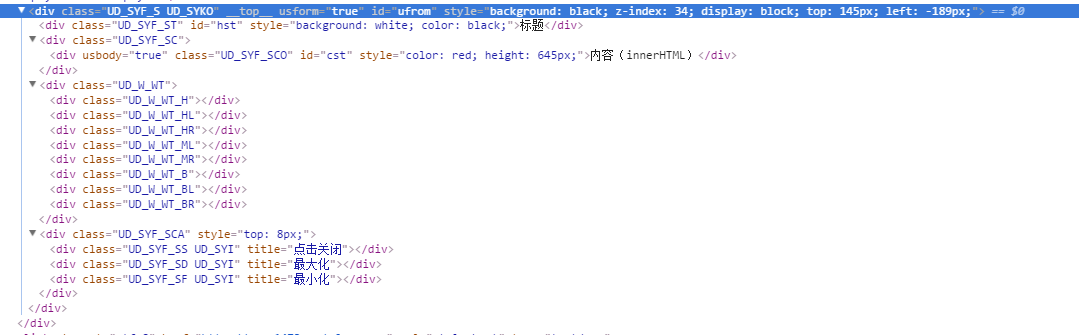 ▼<div class="UD_SYF_S UD_SYKO" __top__ usform="true" id="ufrom" style="background: black; z-index: 34; display: block; top: 145px; left: -189px;"> == $0
<div class="UD_SYF_ST" id="hst" style="background: white; color: black;">标题</div>
▼<div class="UD_SYF_SC">
<div usbody="true" class="UD_SYF_SCO" id="cst" style="color: red; height: 645px;">内容（innerHTML）</div>
</div>
▼<div class="UD_W_WT">
<div class="UD_W_WT_H"></div>
<div class="UD_W_WT_HL"></div>
<div class="UD_W_WT_HR"></div>
<div class="UD_W_WT_ML"></div>
<div class="UD_W_WT_MR"></div>
<div class="UD_W_WT_B"></div>
<div class="UD_W_WT_BL"></div>
<div class="UD_W_WT_BR"></div>
</div>
▼<div class="UD_SYF_SCA" style="top: 8px;">
<div class="UD_SYF_SS UD_SYI" title="点击关闭"></div>
<div class="UD_SYF_SD UD_SYI" title="最大化"></div>
<div class="UD_SYF_SF UD_SYI" title="最小化"></div>
</div>
</div>
</div>